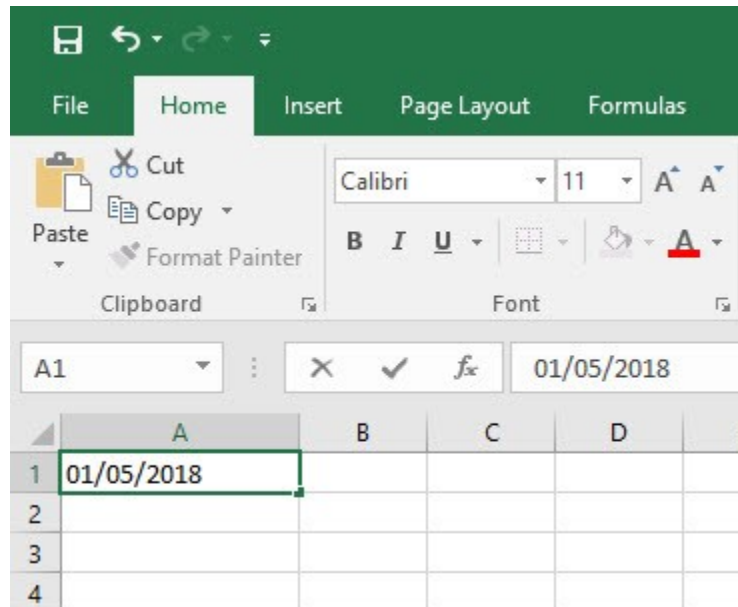 File Home Insert Page Layout Formulas
Cut
Copy
Paste
Format Painter
Clipboard
Calibri 11 A A
B I U A
Font
A1 fx 01/05/2018
A B C D
1 01/05/2018
2
3
4